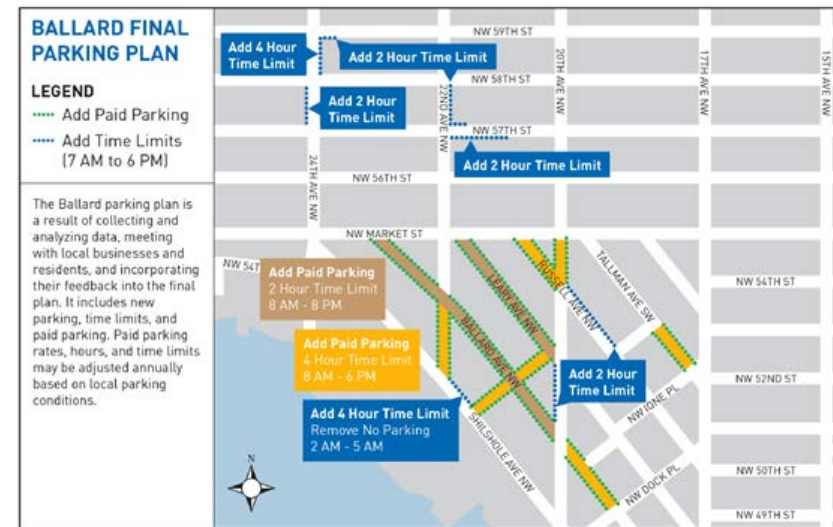 BALLARD FINAL
PARKING PLAN
LEGEND
Add Paid Parking
Add Time Limits
(7 AM to 6 PM)
The Ballard parking plan is
a result of collecting and
analyzing data, meeting
with local businesses and
residents, and incorporating
their feedback into the final
plan. It includes new
parking, time limits, and
paid parking. Paid parking
rates, hours, and time limits
may be adjusted annually
based on local parking
conditions.
NW 59TH ST
Add 4 Hour
Time Limit
Add 2 Hour Time Limit
NW 58TH ST
Add 2 Hour
Time Limit
22ND AVE NW
20TH AVE NW
17TH AVE NW
15TH AVE NW
NW 57TH ST
Add 2 Hour Time Limit
24TH AVE NW
NW 56TH ST
NW MARKET ST
NW 54T
Add Paid Parking
2 Hour Time Limit
8 AM - 8 PM
LEARY AVE NW
RUSSELL AVE NW
TALLMAN AVE SW
NW 54TH ST
BALLARD AVE NW
Add Paid Parking
4 Hour Time Limit
8 AM - 6 PM
Add 2 Hour
Time Limit
NW 52ND ST
Add 4 Hour Time Limit
Remove No Parking
2 AM - 5 AM
NW IONE PL
SHILSHOLE AVE NW
N
NW DOCK PL
NW 50TH ST
NW 49TH ST